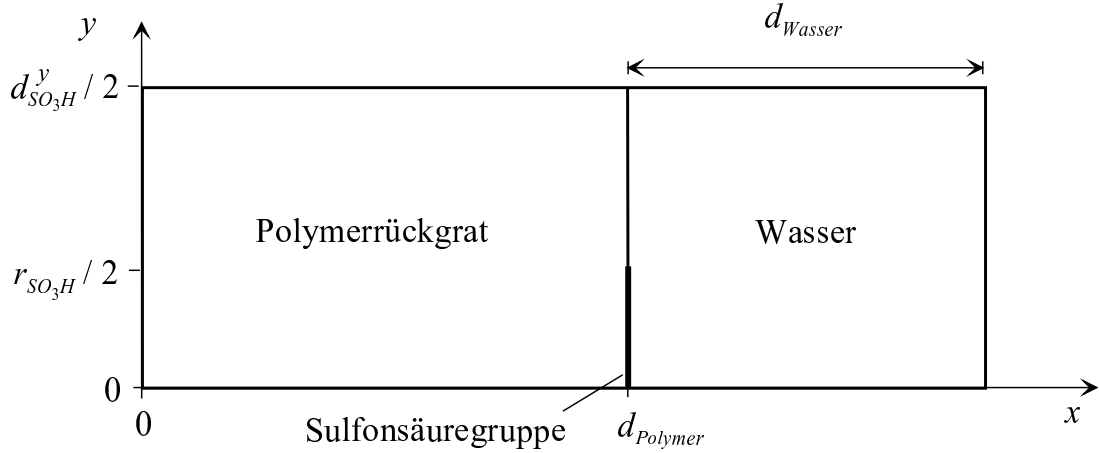 d_Wasser
y
d^y_SO₃H / 2
Polymerrückgrat
Wasser
r_SO₃H / 2
0
0
Sulfonsäuregruppe
d_Polymer
x